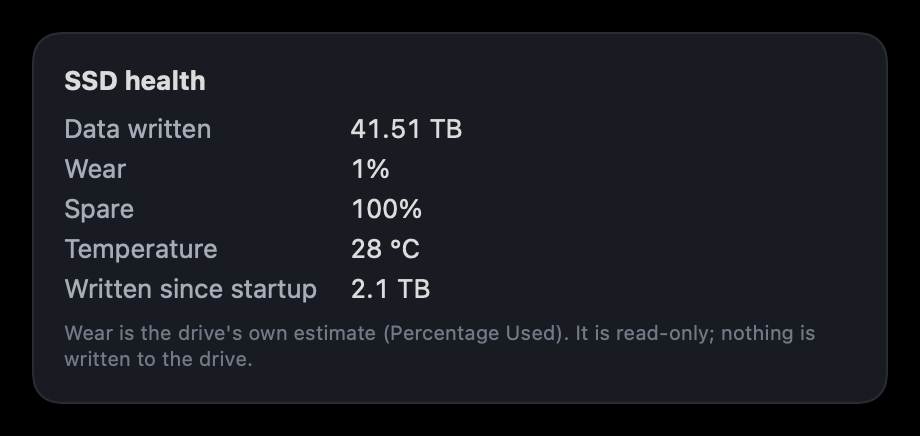 SSD health
Data written 41.51 TB
Wear 1%
Spare 100%
Temperature 28 °C
Written since startup 2.1 TB
Wear is the drive's own estimate (Percentage Used). It is read-only; nothing is
written to the drive.